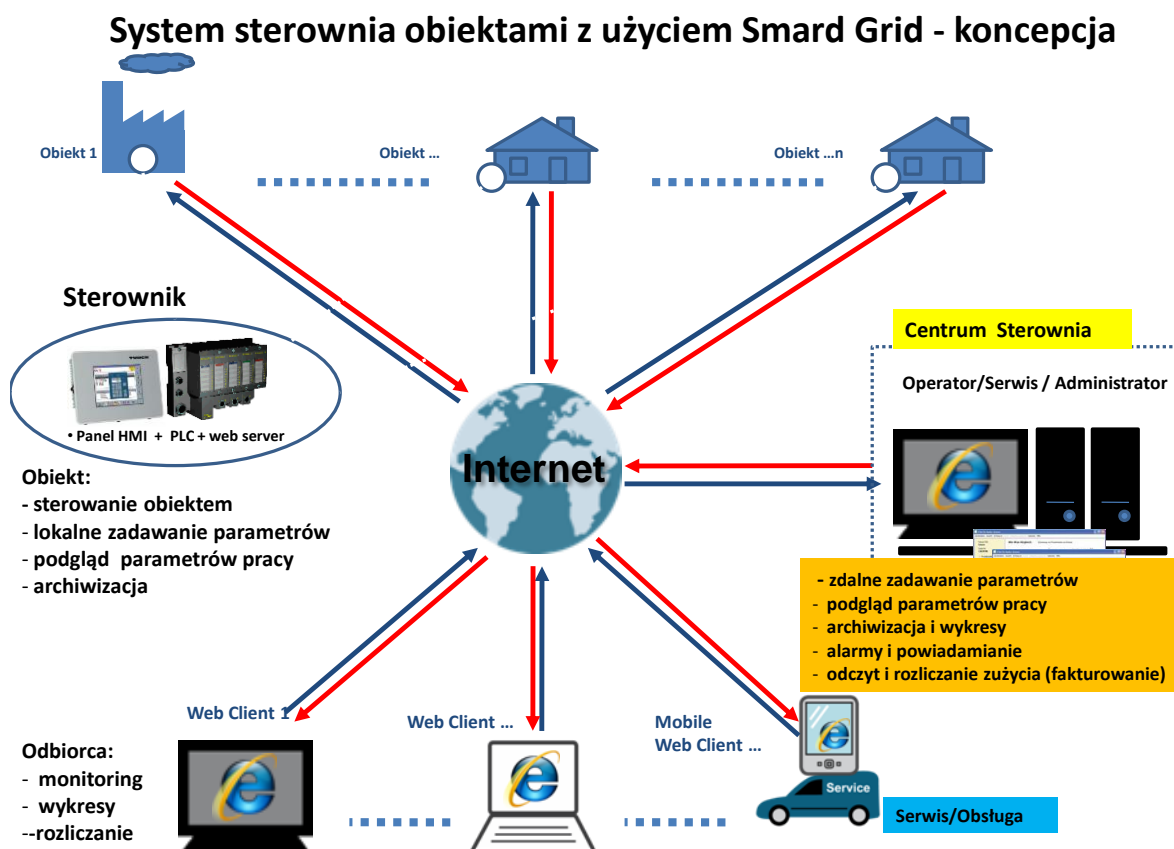 System sterownia obiektami z użyciem Smard Grid - koncepcja
Obiekt 1
Obiekt ...
Obiekt ...n
Sterownik
• Panel HMI + PLC + web server
Obiekt:
- sterowanie obiektem
- lokalne zadawanie parametrów
- podgląd parametrów pracy
- archiwizacja
Internet
Centrum Sterownia
Operator/Serwis / Administrator
- zdalne zadawanie parametrów
- podgląd parametrów pracy
- archiwizacja i wykresy
- alarmy i powiadamianie
- odczyt i rozliczanie zużycia (fakturowanie)
Web Client 1
Web Client ...
Mobile
Web Client ...
Odbiorca:
- monitoring
- wykresy
--rozliczanie
Service
Serwis/Obsługa